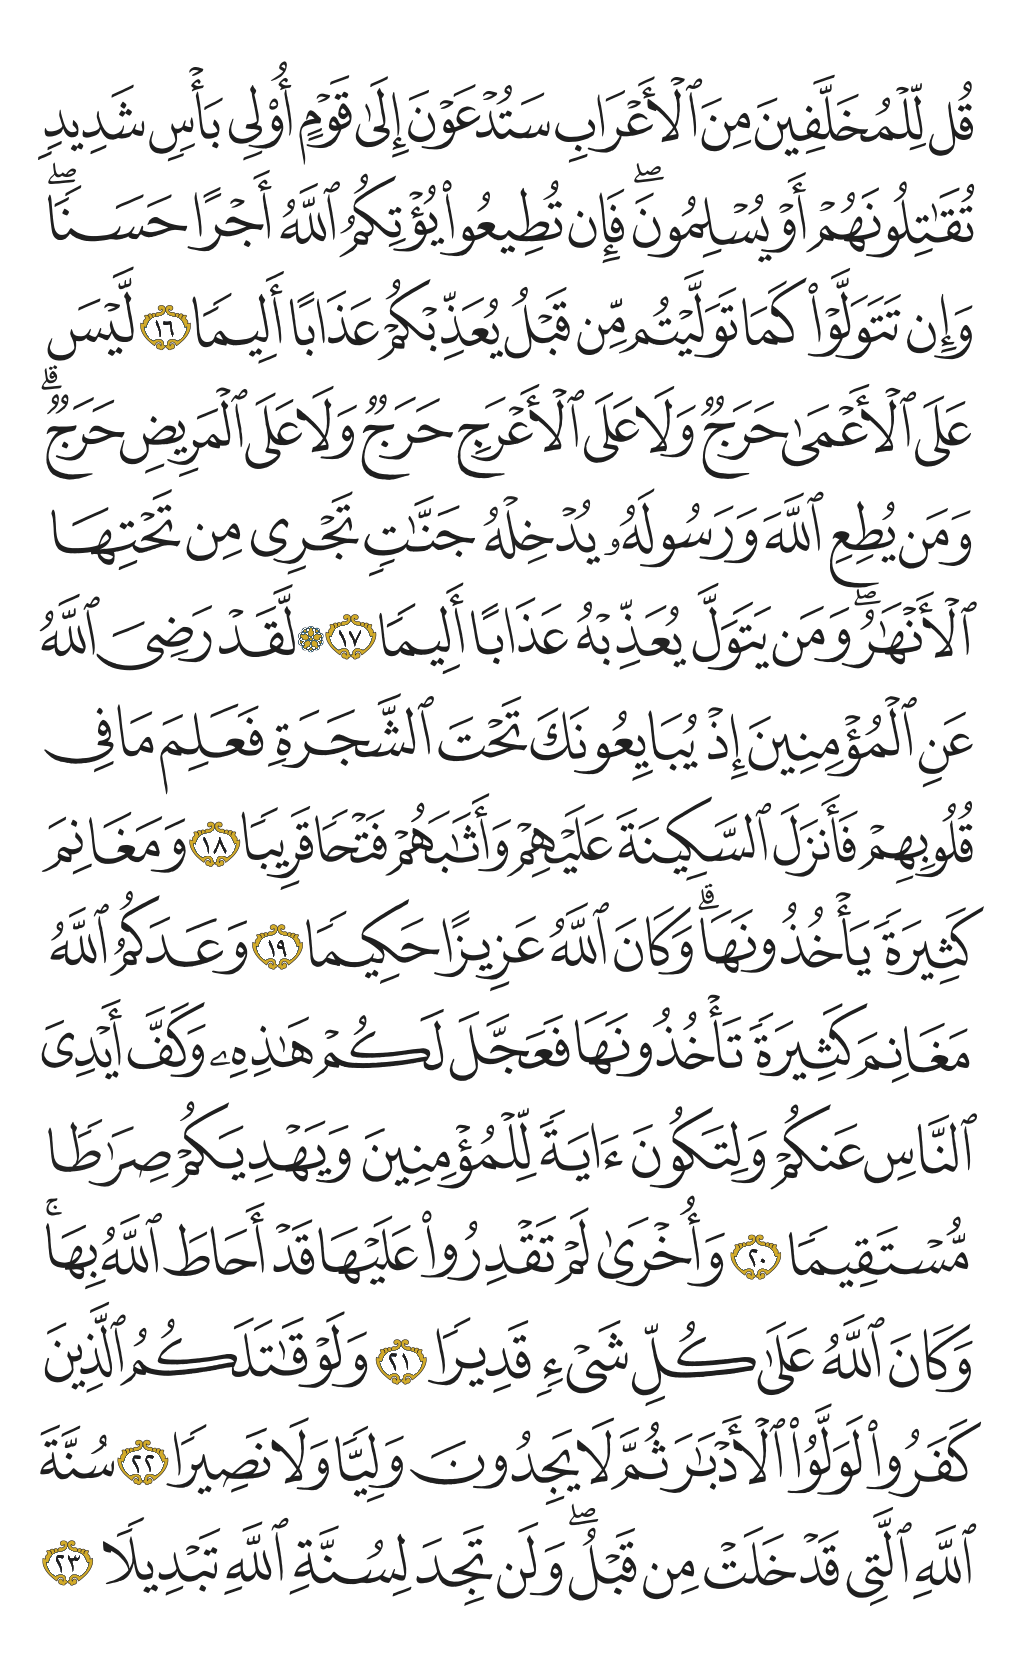 قُل لِّلۡمُخَلَّفِينَ مِنَ ٱلۡأَعۡرَابِ سَتُدۡعَوۡنَ إِلَىٰ قَوۡمٍ أُوْلِي بَأۡسٖ شَدِيدٖ
تُقَٰتِلُونَهُمۡ أَوۡ يُسۡلِمُونَۖ فَإِن تُطِيعُواْ يُؤۡتِكُمُ ٱللَّهُ أَجۡرًا حَسَنٗاۖ
وَإِن تَتَوَلَّوۡاْ كَمَا تَوَلَّيۡتُم مِّن قَبۡلُ يُعَذِّبۡكُمۡ عَذَابًا أَلِيمٗا ١٦ لَّيۡسَ
عَلَى ٱلۡأَعۡمَىٰ حَرَجٞ وَلَا عَلَى ٱلۡأَعۡرَجِ حَرَجٞ وَلَا عَلَى ٱلۡمَرِيضِ حَرَجٞۗ
وَمَن يُطِعِ ٱللَّهَ وَرَسُولَهُۥ يُدۡخِلۡهُ جَنَّٰتٖ تَجۡرِي مِن تَحۡتِهَا
ٱلۡأَنۡهَٰرُۖ وَمَن يَتَوَلَّ يُعَذِّبۡهُ عَذَابًا أَلِيمٗا ١٧ ۞ لَّقَدۡ رَضِيَ ٱللَّهُ
عَنِ ٱلۡمُؤۡمِنِينَ إِذۡ يُبَايِعُونَكَ تَحۡتَ ٱلشَّجَرَةِ فَعَلِمَ مَا فِي
قُلُوبِهِمۡ فَأَنزَلَ ٱلسَّكِينَةَ عَلَيۡهِمۡ وَأَثَٰبَهُمۡ فَتۡحٗا قَرِيبٗا ١٨ وَمَغَانِمَ
كَثِيرَةٗ يَأۡخُذُونَهَاۗ وَكَانَ ٱللَّهُ عَزِيزًا حَكِيمٗا ١٩ وَعَدَكُمُ ٱللَّهُ
مَغَانِمَ كَثِيرَةٗ تَأۡخُذُونَهَا فَعَجَّلَ لَكُمۡ هَٰذِهِۦ وَكَفَّ أَيۡدِيَ
ٱلنَّاسِ عَنكُمۡ وَلِتَكُونَ ءَايَةٗ لِّلۡمُؤۡمِنِينَ وَيَهۡدِيَكُمۡ صِرَٰطٗا
مُّسۡتَقِيمٗا ٢٠ وَأُخۡرَىٰ لَمۡ تَقۡدِرُواْ عَلَيۡهَا قَدۡ أَحَاطَ ٱللَّهُ بِهَاۚ
وَكَانَ ٱللَّهُ عَلَىٰ كُلِّ شَيۡءٖ قَدِيرٗا ٢١ وَلَوۡ قَٰتَلَكُمُ ٱلَّذِينَ
كَفَرُواْ لَوَلَّوُاْ ٱلۡأَدۡبَٰرَ ثُمَّ لَا يَجِدُونَ وَلِيّٗا وَلَا نَصِيرٗا ٢٢ سُنَّةَ
ٱللَّهِ ٱلَّتِي قَدۡ خَلَتۡ مِن قَبۡلُۖ وَلَن تَجِدَ لِسُنَّةِ ٱللَّهِ تَبۡدِيلٗا ٢٣